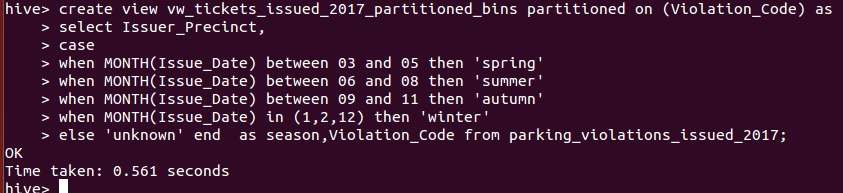 hive> create view vw_tickets_issued_2017_partitioned_bins partitioned on (Violation_Code) as
    > select Issuer_Precinct,
    > case
    > when MONTH(Issue_Date) between 03 and 05 then 'spring'
    > when MONTH(Issue_Date) between 06 and 08 then 'summer'
    > when MONTH(Issue_Date) between 09 and 11 then 'autumn'
    > when MONTH(Issue_Date) in (1,2,12) then 'winter'
    > else 'unknown' end  as season,Violation_Code from parking_violations_issued_2017;
OK
Time taken: 0.561 seconds
hive>